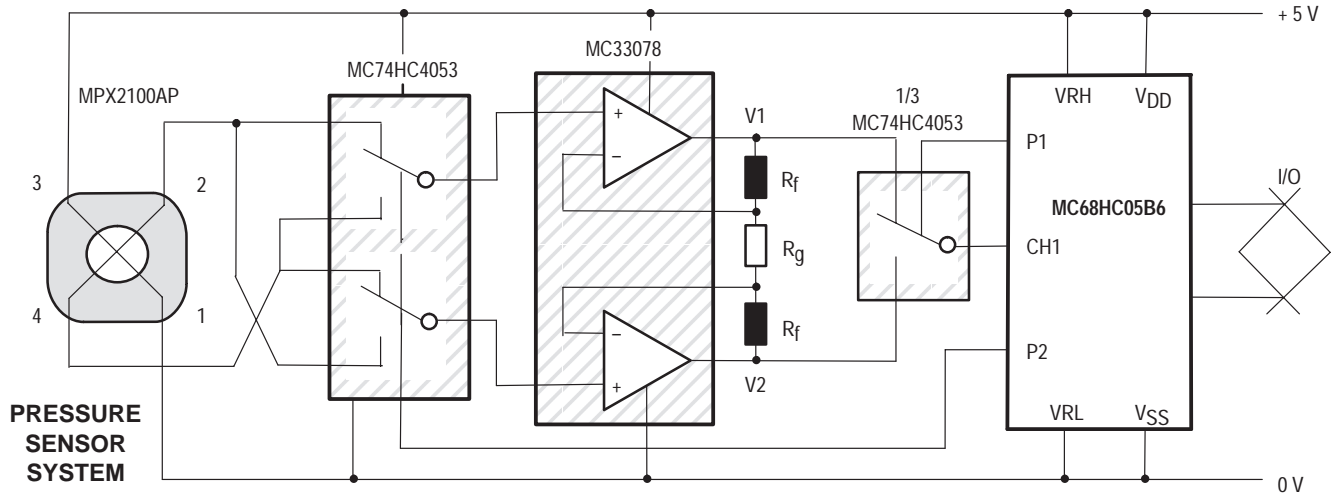 + 5 V
MC33078
MC74HC4053
MPX2100AP
1/3
MC74HC4053
VRH
VDD
V1
P1
+
−
Rf
3
2
I/O
MC68HC05B6
Rg
CH1
4
1
−
Rf
P2
+
V2
PRESSURE
SENSOR
SYSTEM
VRL
VSS
0 V